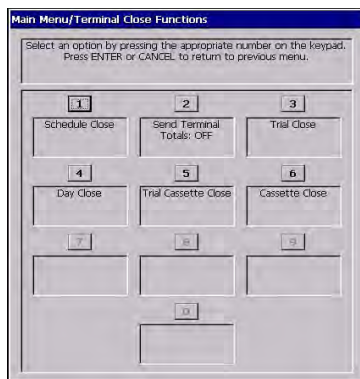 Main Menu/Terminal Close Functions
Select an option by pressing the appropriate number on the keypad.
Press ENTER or CANCEL to return to previous menu.
1 2 3
Schedule Close Send Terminal Trial Close
Totals: OFF
4 5 6
Day Close Trial Cassette Close Cassette Close
7 8 9
0